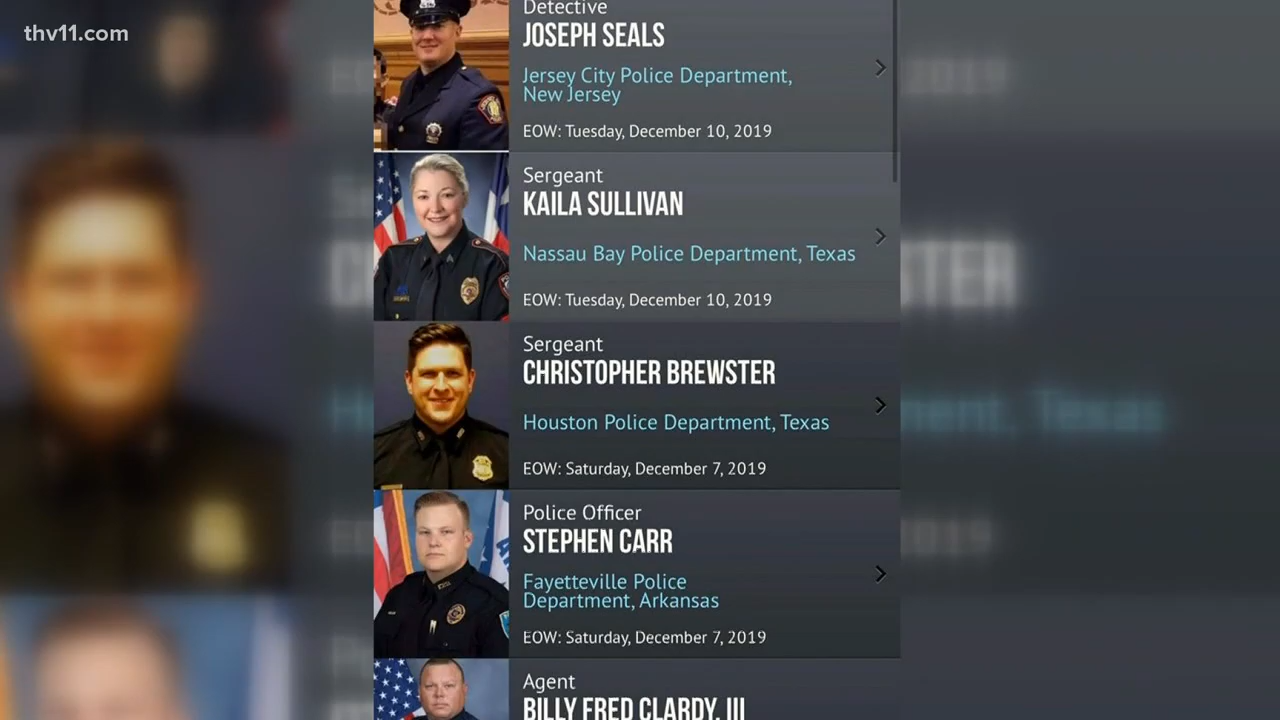 thv11.com
Detective
JOSEPH SEALS
Jersey City Police Department,
New Jersey
EOW: Tuesday, December 10, 2019
Sergeant
KAILA SULLIVAN
Nassau Bay Police Department, Texas
EOW: Tuesday, December 10, 2019
Sergeant
CHRISTOPHER BREWSTER
Houston Police Department, Texas
EOW: Saturday, December 7, 2019
Police Officer
STEPHEN CARR
Fayetteville Police
Department, Arkansas
EOW: Saturday, December 7, 2019
Agent
BILLY FRED CLARDY, III